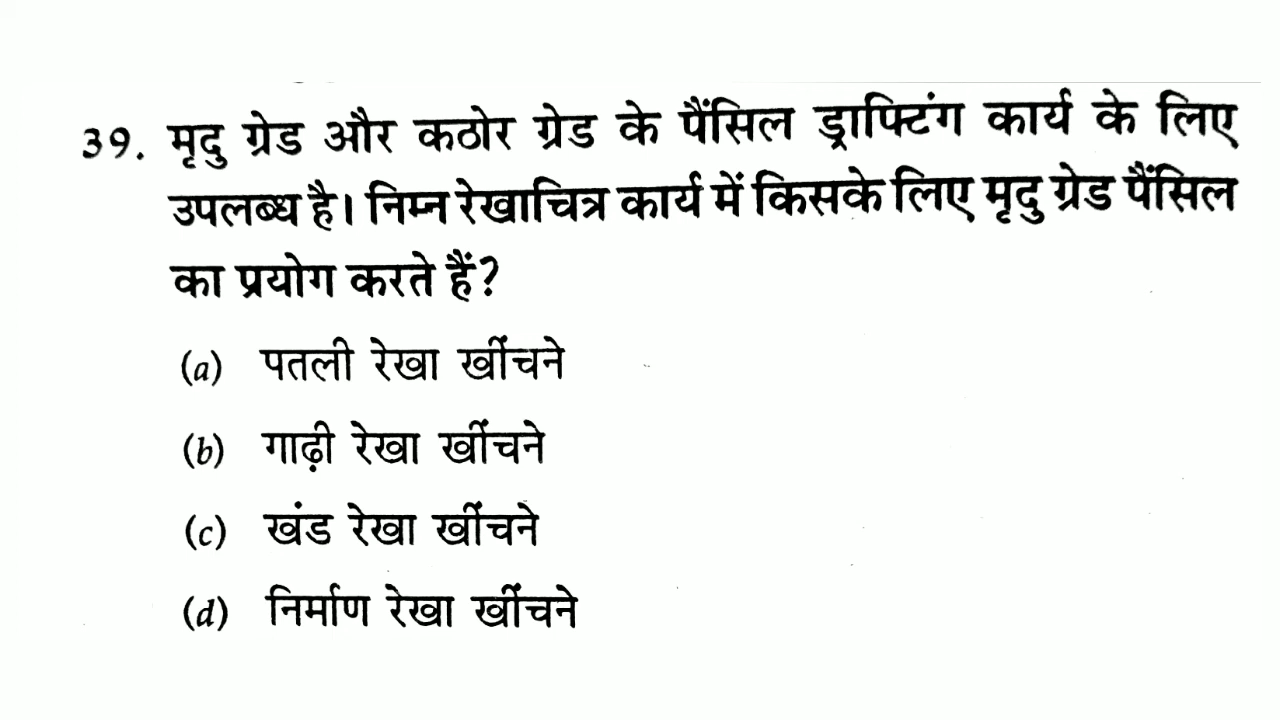 39. मृदु ग्रेड और कठोर ग्रेड के पैंसिल ड्राफ्टिंग कार्य के लिए
उपलब्ध है। निम्न रेखाचित्र कार्य में किसके लिए मृदु ग्रेड पैंसिल
का प्रयोग करते हैं?
(a) पतली रेखा खींचने
(b) गाढ़ी रेखा खींचने
(c) खंड रेखा खींचने
(d) निर्माण रेखा खींचने